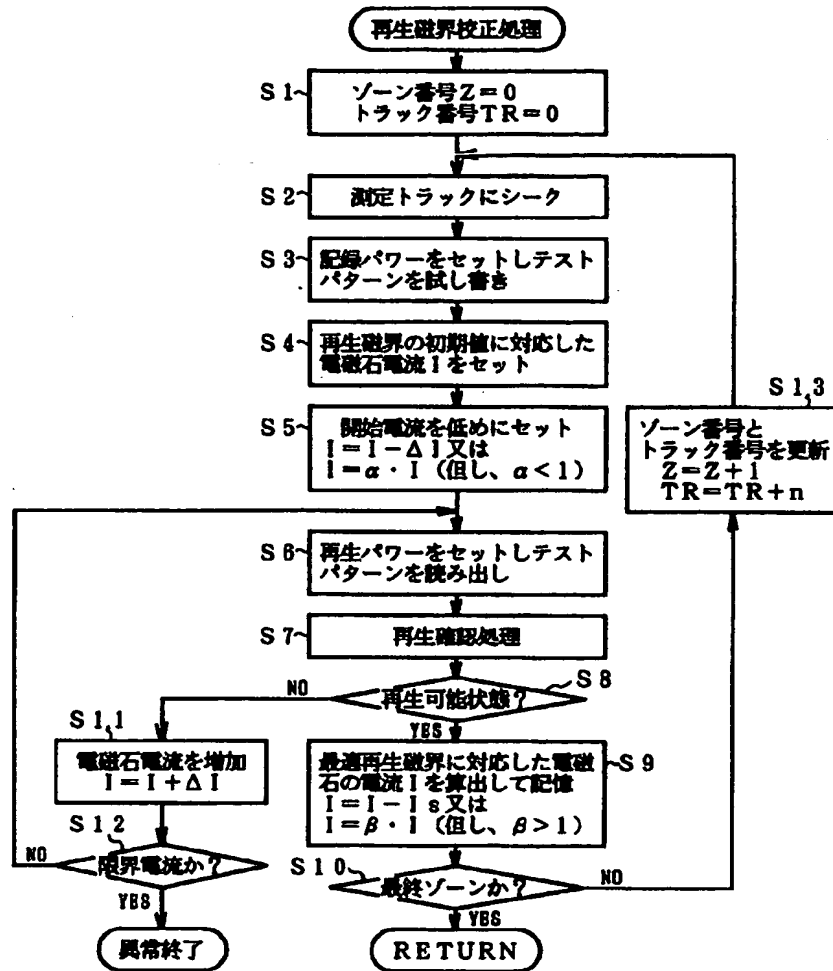 再生磁界校正処理
S1
ゾーン番号Z=0
トラック番号TR=0
S2
測定トラックにシーク
S3
記録パワーをセットしテスト
パターンを試し書き
S4
再生磁界の初期値に対応した
電磁石電流Iをセット
S5
開始電流を低めにセット
I=I-ΔI又は
I=α・I(但し、α<1)
S13
ゾーン番号と
トラック番号を更新
Z=Z+1
TR=TR+n
S6
再生パワーをセットしテスト
パターンを読み出し
S7
再生確認処理
S8
再生可能状態?
NO
YES
S11
電磁石電流を増加
I=I+ΔI
S9
最適再生磁界に対応した電磁
石の電流Iを算出して記憶
I=I-Is又は
I=β・I(但し、β>1)
S12
限界電流か?
NO
YES
S10
最終ゾーンか?
NO
YES
異常終了
RETURN